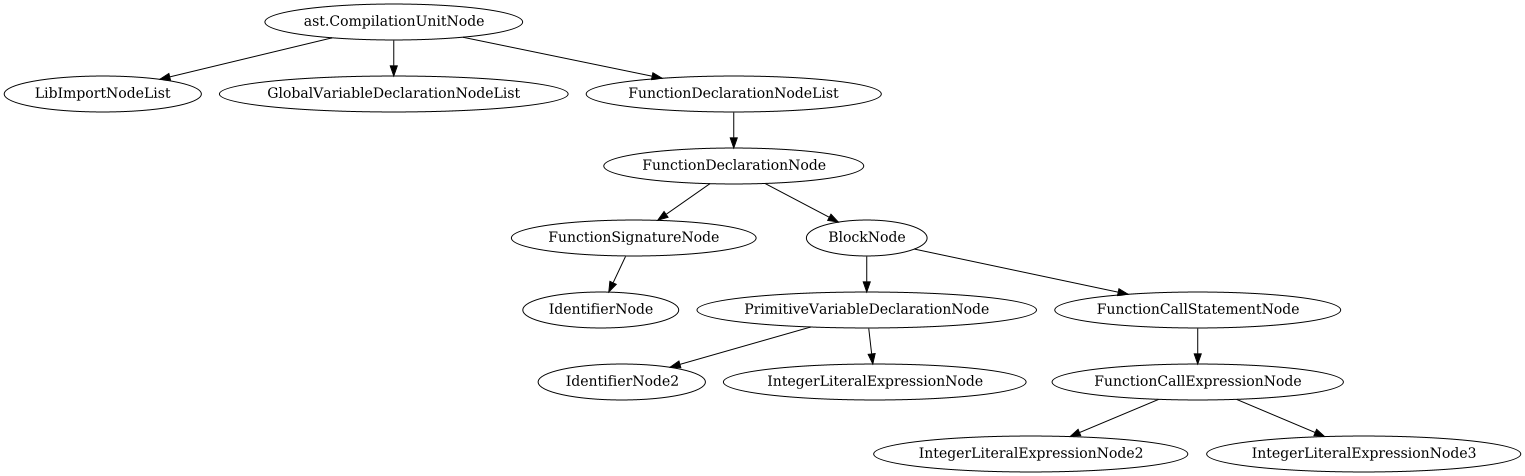 ast.CompilationUnitNode
LibImportNodeList
GlobalVariableDeclarationNodeList
FunctionDeclarationNodeList
FunctionDeclarationNode
FunctionSignatureNode
BlockNode
IdentifierNode
PrimitiveVariableDeclarationNode
FunctionCallStatementNode
IdentifierNode2
IntegerLiteralExpressionNode
FunctionCallExpressionNode
IntegerLiteralExpressionNode2
IntegerLiteralExpressionNode3